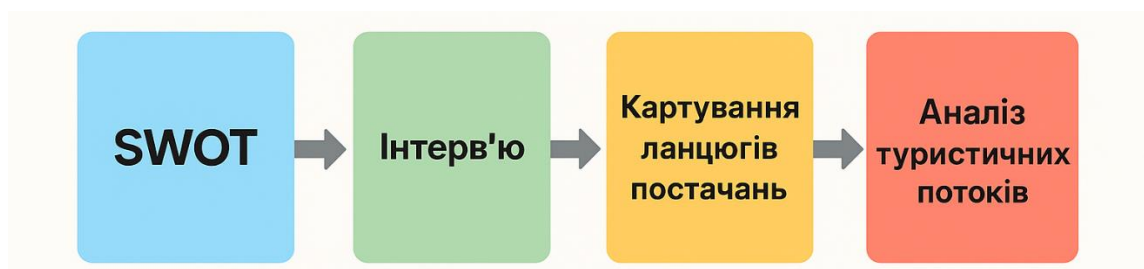 SWOT
Інтерв'ю
Картування
ланцюгів
постачань
Аналіз
туристичних
потоків